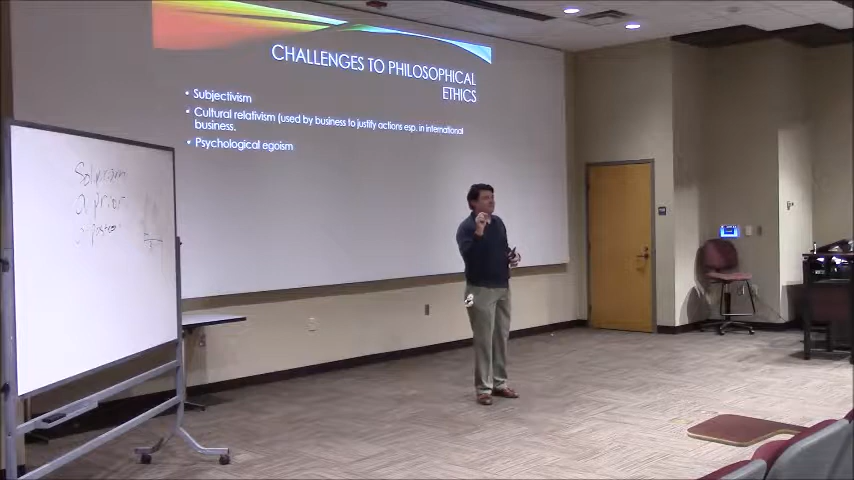 CHALLENGES TO PHILOSOPHICAL
ETHICS
• Subjectivism
• Cultural relativism (used by business to justify actions esp. in international
business.
• Psychological egoism
a prior